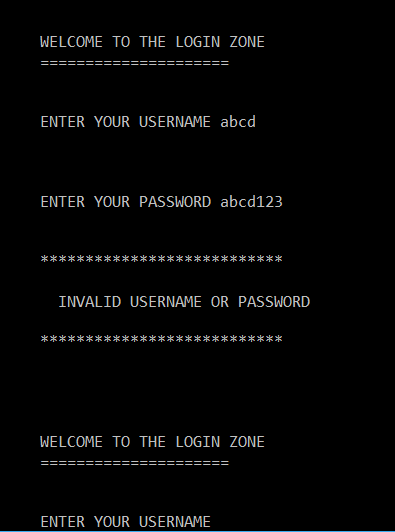 WELCOME TO THE LOGIN ZONE
=====================
ENTER YOUR USERNAME abcd
ENTER YOUR PASSWORD abcd123
***************************
INVALID USERNAME OR PASSWORD
***************************
WELCOME TO THE LOGIN ZONE
=====================
ENTER YOUR USERNAME